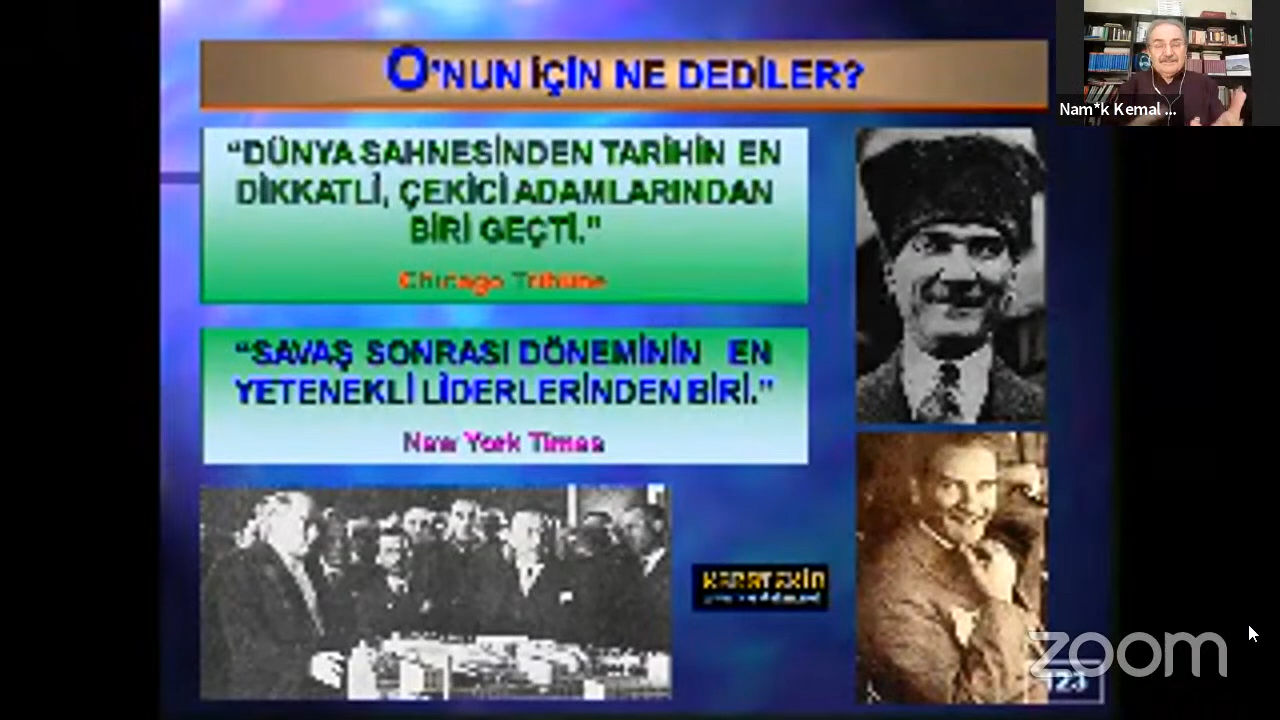 O'NUN İÇİN NE DEDİLER?
“DÜNYA SAHNESİNDEN TARİHİN EN
DİKKATLİ, ÇEKİCİ ADAMLARINDAN
BİRİ GEÇTİ.”
Chicago Tribune
“SAVAŞ SONRASI DÖNEMİNİN EN
YETENEKLİ LİDERLERİNDEN BİRİ.”
New York Times
Nam*k Kemal ...
zoom
123